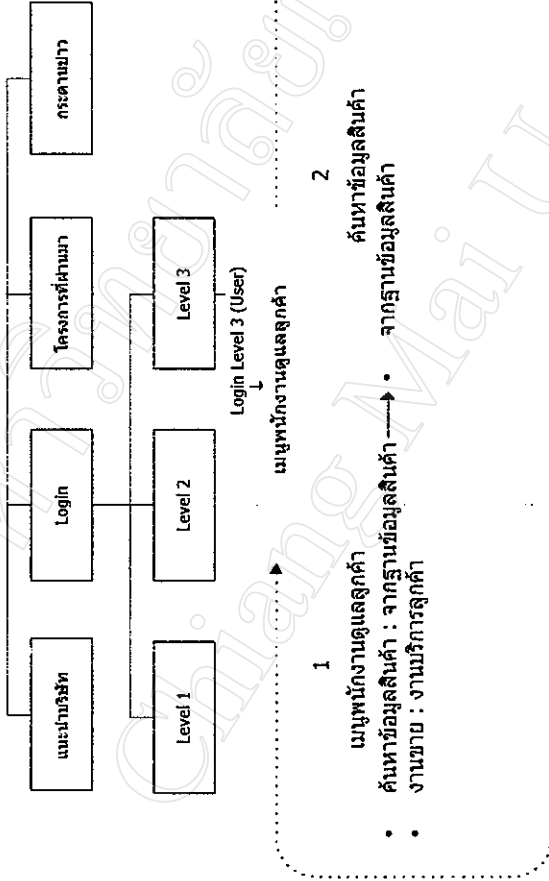 แนะนำบริษัท
Login
โครงการที่ผ่านมา
กระดานข่าว
Level 1
Level 2
Level 3
Login Level 3 (User)
เมนูพนักงานดูแลลูกค้า
1
เมนูพนักงานดูแลลูกค้า
• ค้นหาข้อมูลสินค้า : จากฐานข้อมูลสินค้า
• งานขาย : งานบริการลูกค้า
2
ค้นหาข้อมูลสินค้า
• จากฐานข้อมูลสินค้า
Chiang Mai U